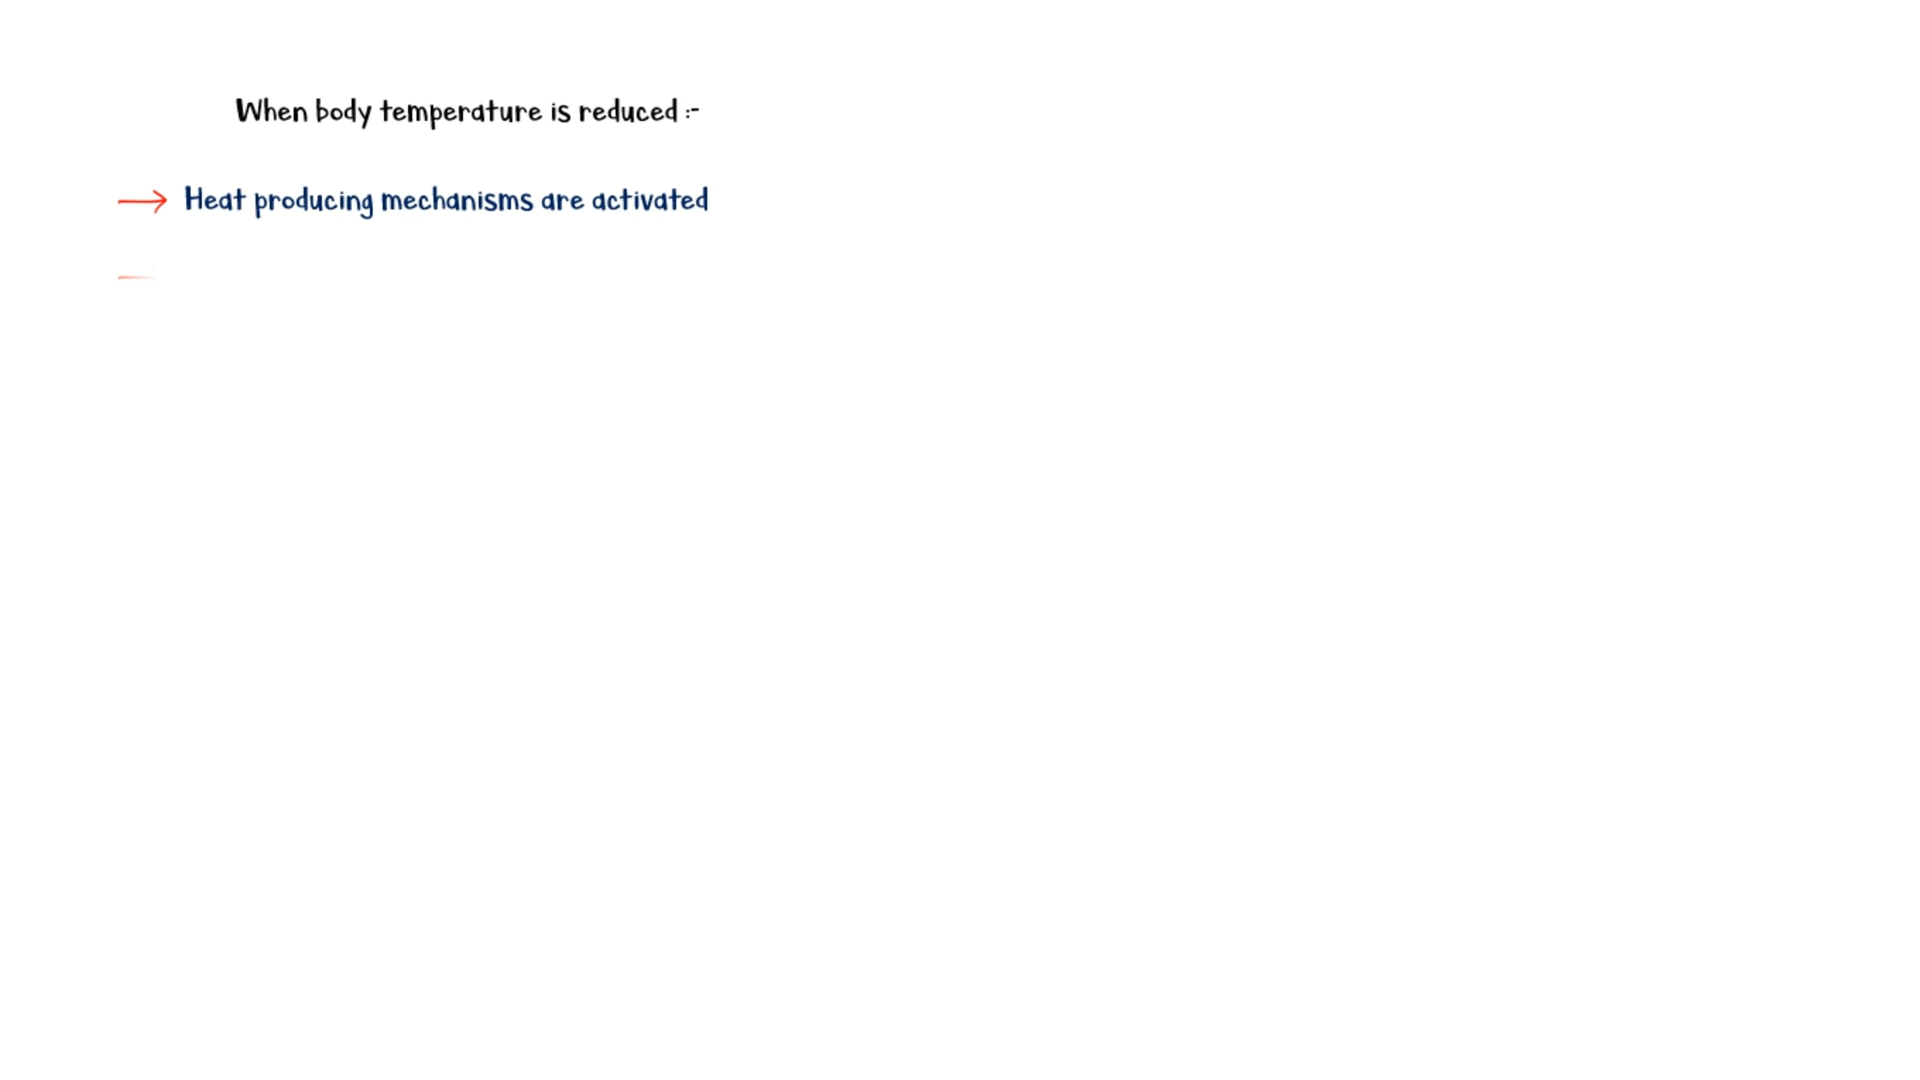 When body temperature is reduced :-
Heat producing mechanisms are activated